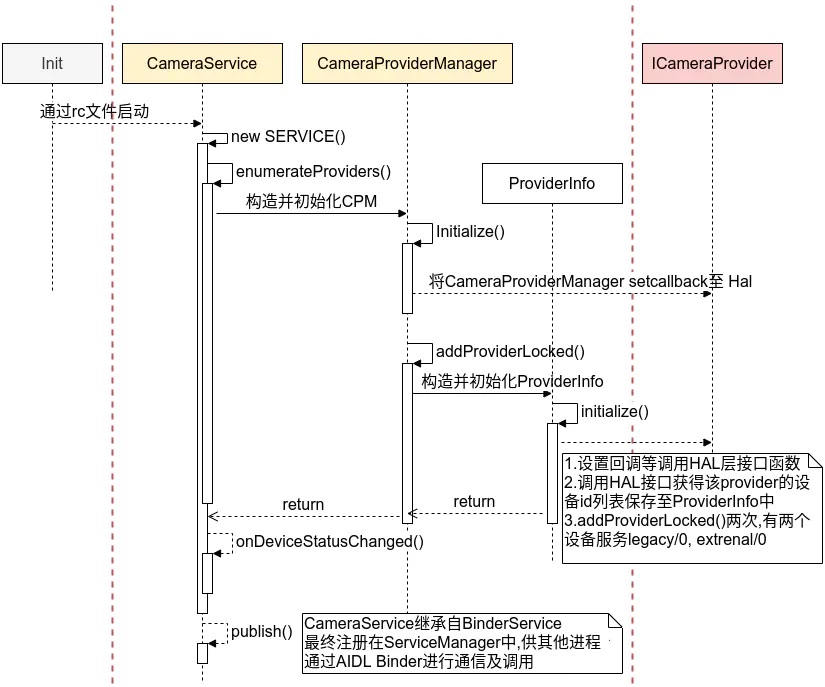 Init
CameraService
CameraProviderManager
ICameraProvider
通过rc文件启动
new SERVICE()
enumerateProviders()
ProviderInfo
构造并初始化CPM
Initialize()
将CameraProviderManager setcallback至 Hal
addProviderLocked()
构造并初始化ProviderInfo
initialize()
1.设置回调等调用HAL层接口函数
2.调用HAL接口获得该provider的设
备id列表保存至ProviderInfo中
3.addProviderLocked()两次,有两个
设备服务legacy/0, extrenal/0
return
return
onDeviceStatusChanged()
publish()
CameraService继承自BinderService
最终注册在ServiceManager中,供其他进程
通过AIDL Binder进行通信及调用